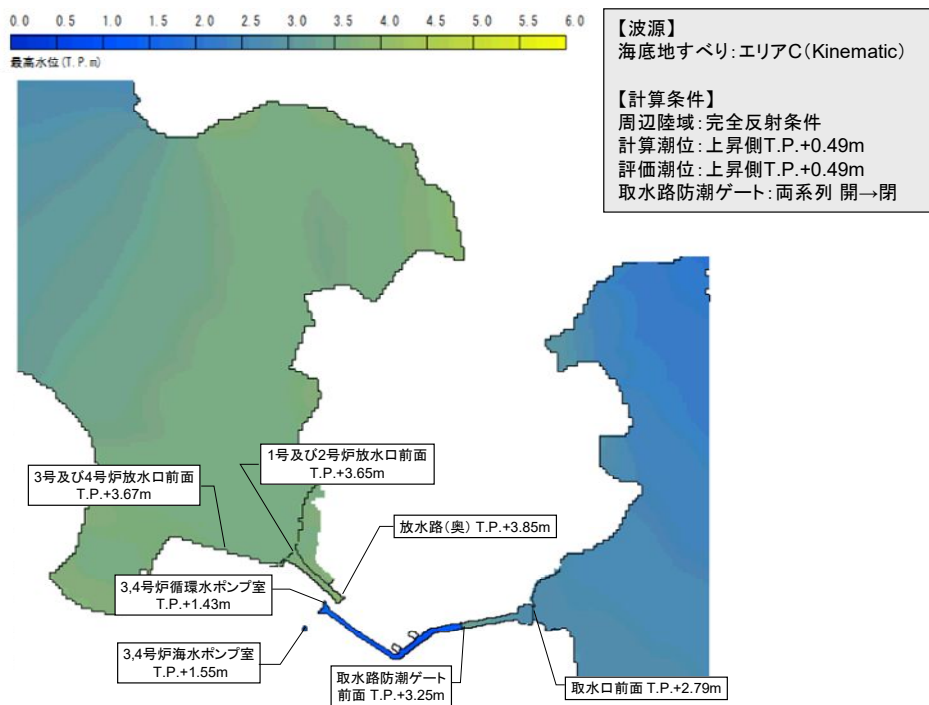 0.0 0.5 1.0 1.5 2.0 2.5 3.0 3.5 4.0 4.5 5.0 5.5 6.0
最高水位(T.P.m)
【波源】
海底地すべり:エリアC(Kinematic)
【計算条件】
周辺陸域:完全反射条件
計算潮位:上昇側T.P.+0.49m
評価潮位:上昇側T.P.+0.49m
取水路防潮ゲート:両系列 開→閉
1号及び2号炉放水口前面
T.P.+3.65m
3号及び4号炉放水口前面
T.P.+3.67m
放水路(奥) T.P.+3.85m
3,4号炉循環水ポンプ室
T.P.+1.43m
3,4号炉海水ポンプ室
T.P.+1.55m
取水路防潮ゲート
前面 T.P.+3.25m
取水口前面 T.P.+2.79m